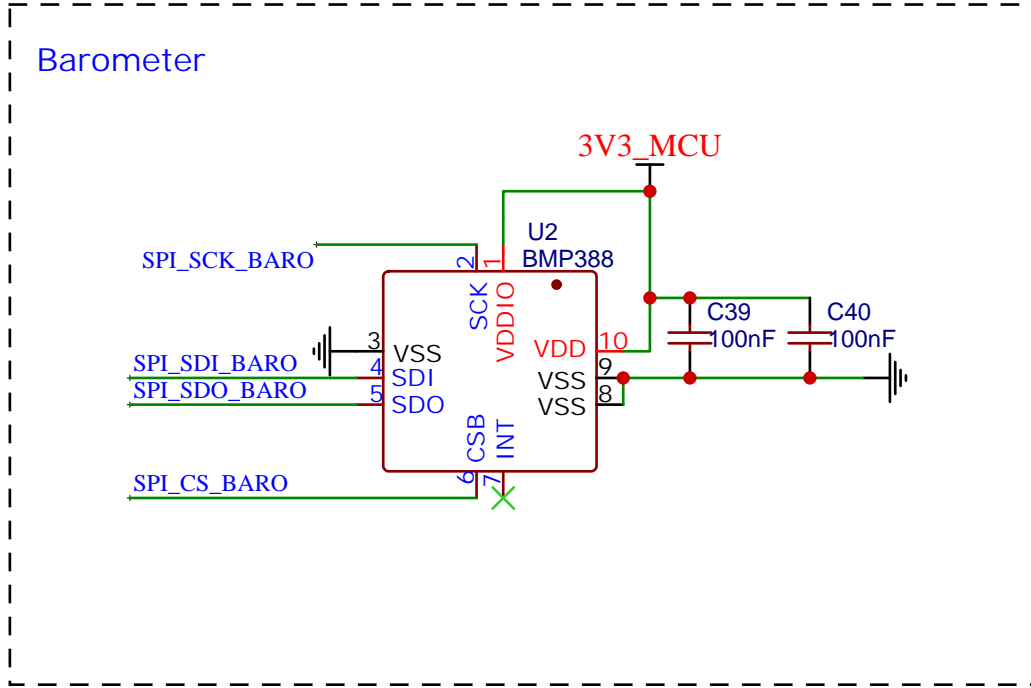 Barometer
3V3_MCU
U2
BMP388
SPI_SCK_BARO
2
1
SCK
VDDIO
C39
100nF
C40
100nF
3
VSS
VDD
10
SPI_SDI_BARO
4
SDI
VSS
9
SPI_SDO_BARO
5
SDO
VSS
8
CSB
INT
SPI_CS_BARO
6
7